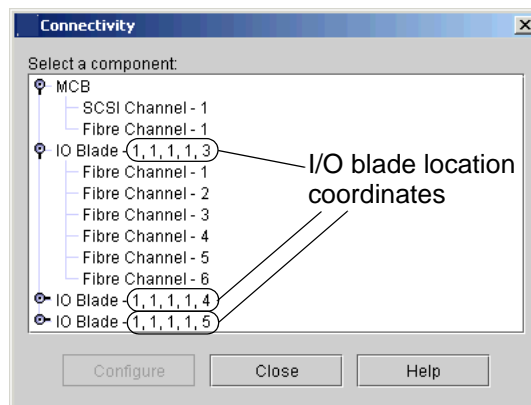 Connectivity
Select a component:
MCB
SCSI Channel - 1
Fibre Channel - 1
IO Blade - 1, 1, 1, 1, 3
Fibre Channel - 1
Fibre Channel - 2
Fibre Channel - 3
Fibre Channel - 4
Fibre Channel - 5
Fibre Channel - 6
IO Blade - 1, 1, 1, 1, 4
IO Blade - 1, 1, 1, 1, 5
I/O blade location
coordinates
Configure
Close
Help